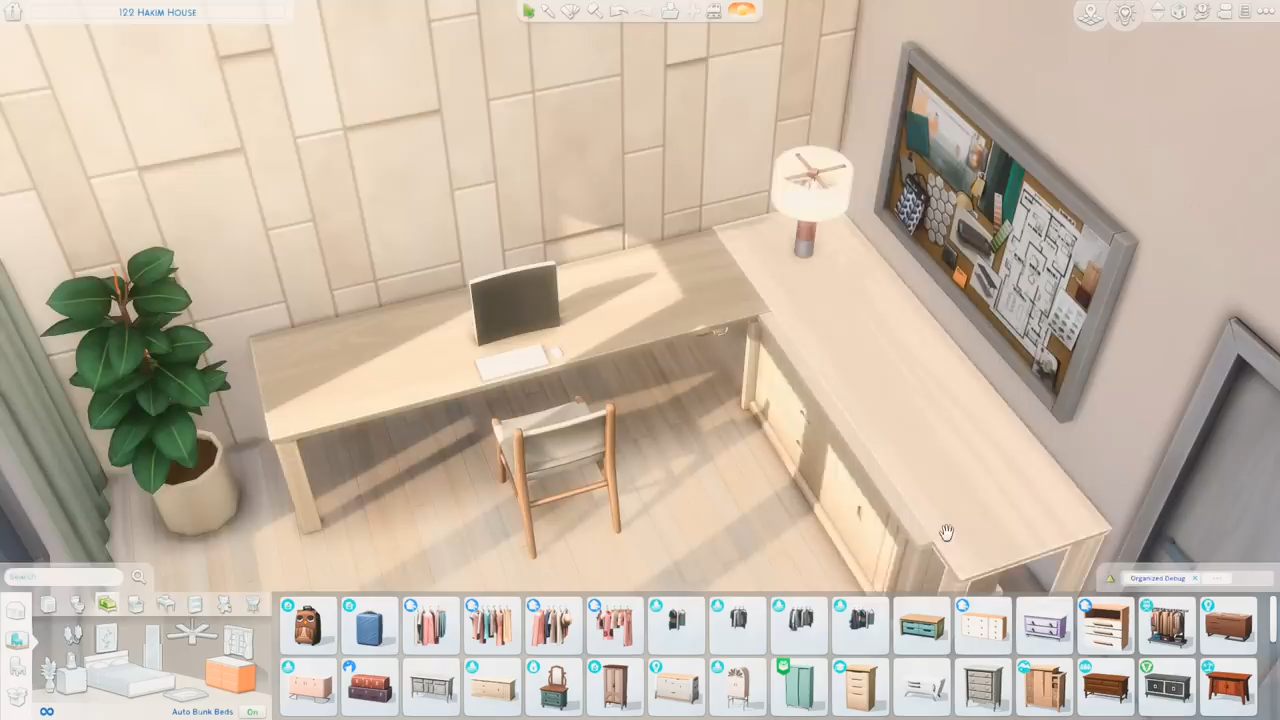 122 HAKIM HOUSE
Search
Organized Debug
Auto Bunk Beds
On